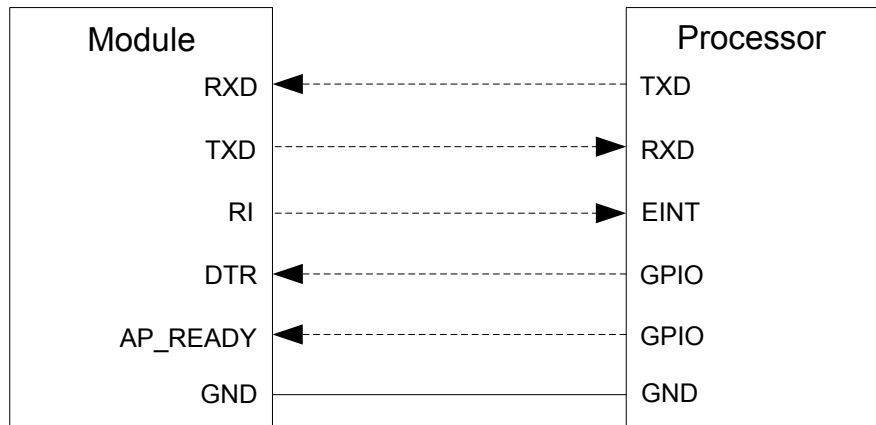 Module
Processor
RXD
TXD
TXD
RXD
RI
EINT
DTR
GPIO
AP_READY
GPIO
GND
GND